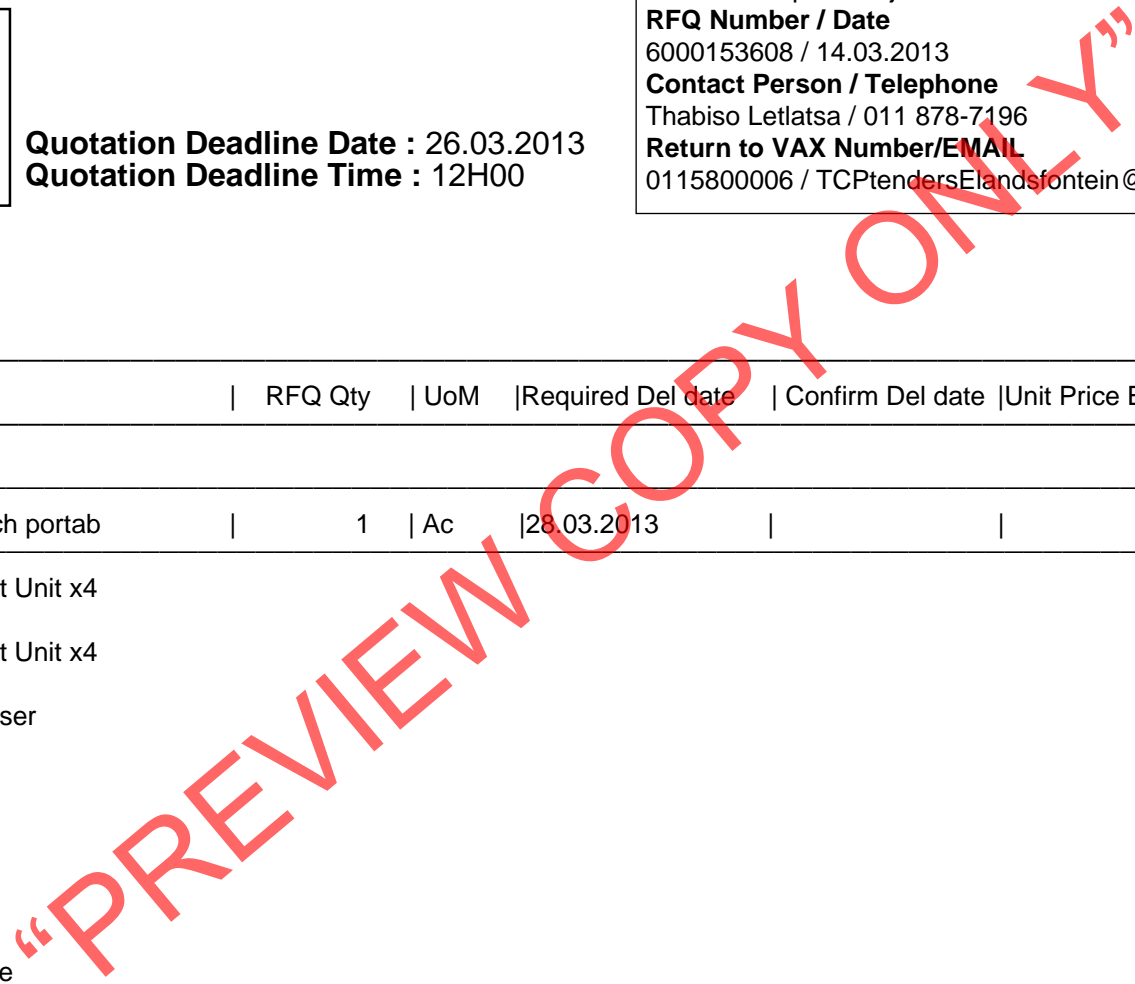 RFQ Number / Date
6000153608 / 14.03.2013
Contact Person / Telephone
Thabiso Letlatsa / 011 878-7196
Return to VAX Number/EMAIL
0115800006 / TCPtendersElandsfontein@
Quotation Deadline Date : 26.03.2013
Quotation Deadline Time : 12H00
| RFQ Qty | UoM |Required Del date | Confirm Del date |Unit Price E
ch portab | 1 | Ac |28.03.2013 | |
t Unit x4
t Unit x4
ser
e
“PREVIEW COPY ONLY”